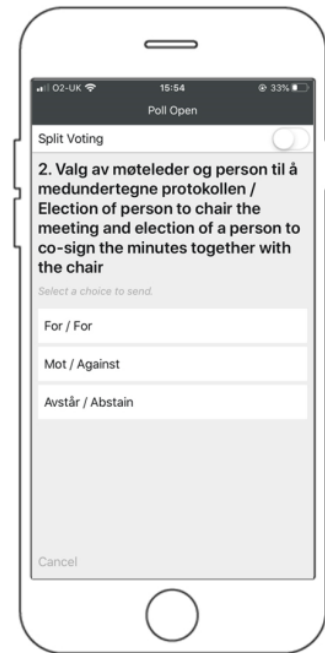 O2-UK 15:54 33%
Poll Open
Split Voting
2. Valg av møteleder og person til å
medundertegne protokollen /
Election of person to chair the
meeting and election of a person to
co-sign the minutes together with
the chair
Select a choice to send.
For / For
Mot / Against
Avstår / Abstain
Cancel